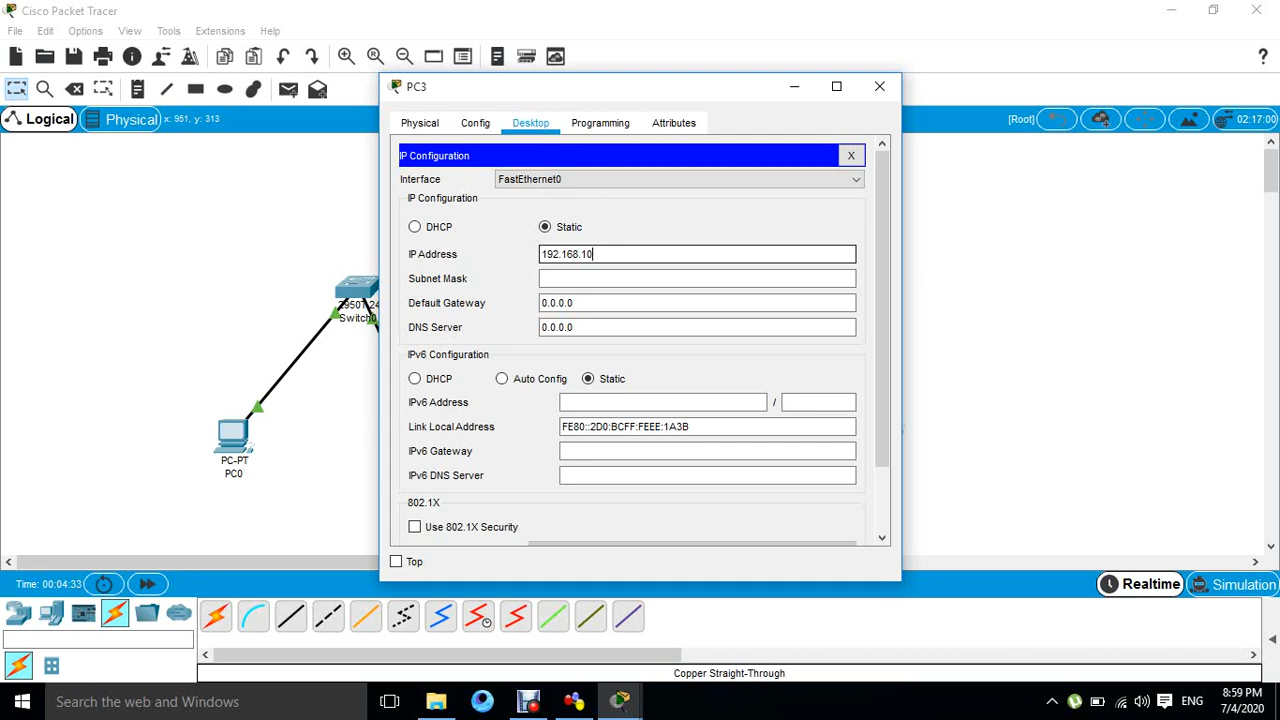 Cisco Packet Tracer
File Edit Options View Tools Extensions Help
?
Logical Physical x: 951, y: 313 [Root] 02:17:00
PC3
Physical Config Desktop Programming Attributes
IP Configuration X
Interface FastEthernet0
IP Configuration
DHCP Static
IP Address 192.168.10
Subnet Mask
Default Gateway 0.0.0.0
DNS Server 0.0.0.0
IPv6 Configuration
DHCP Auto Config Static
IPv6 Address /
Link Local Address FE80::2D0:BCFF:FEEE:1A3B
IPv6 Gateway
IPv6 DNS Server
802.1X
Use 802.1X Security
Top
Switch0
PC-PT
PC0
Time: 00:04:33 Realtime Simulation
Copper Straight-Through
Search the web and Windows
ENG
8:59 PM
7/4/2020